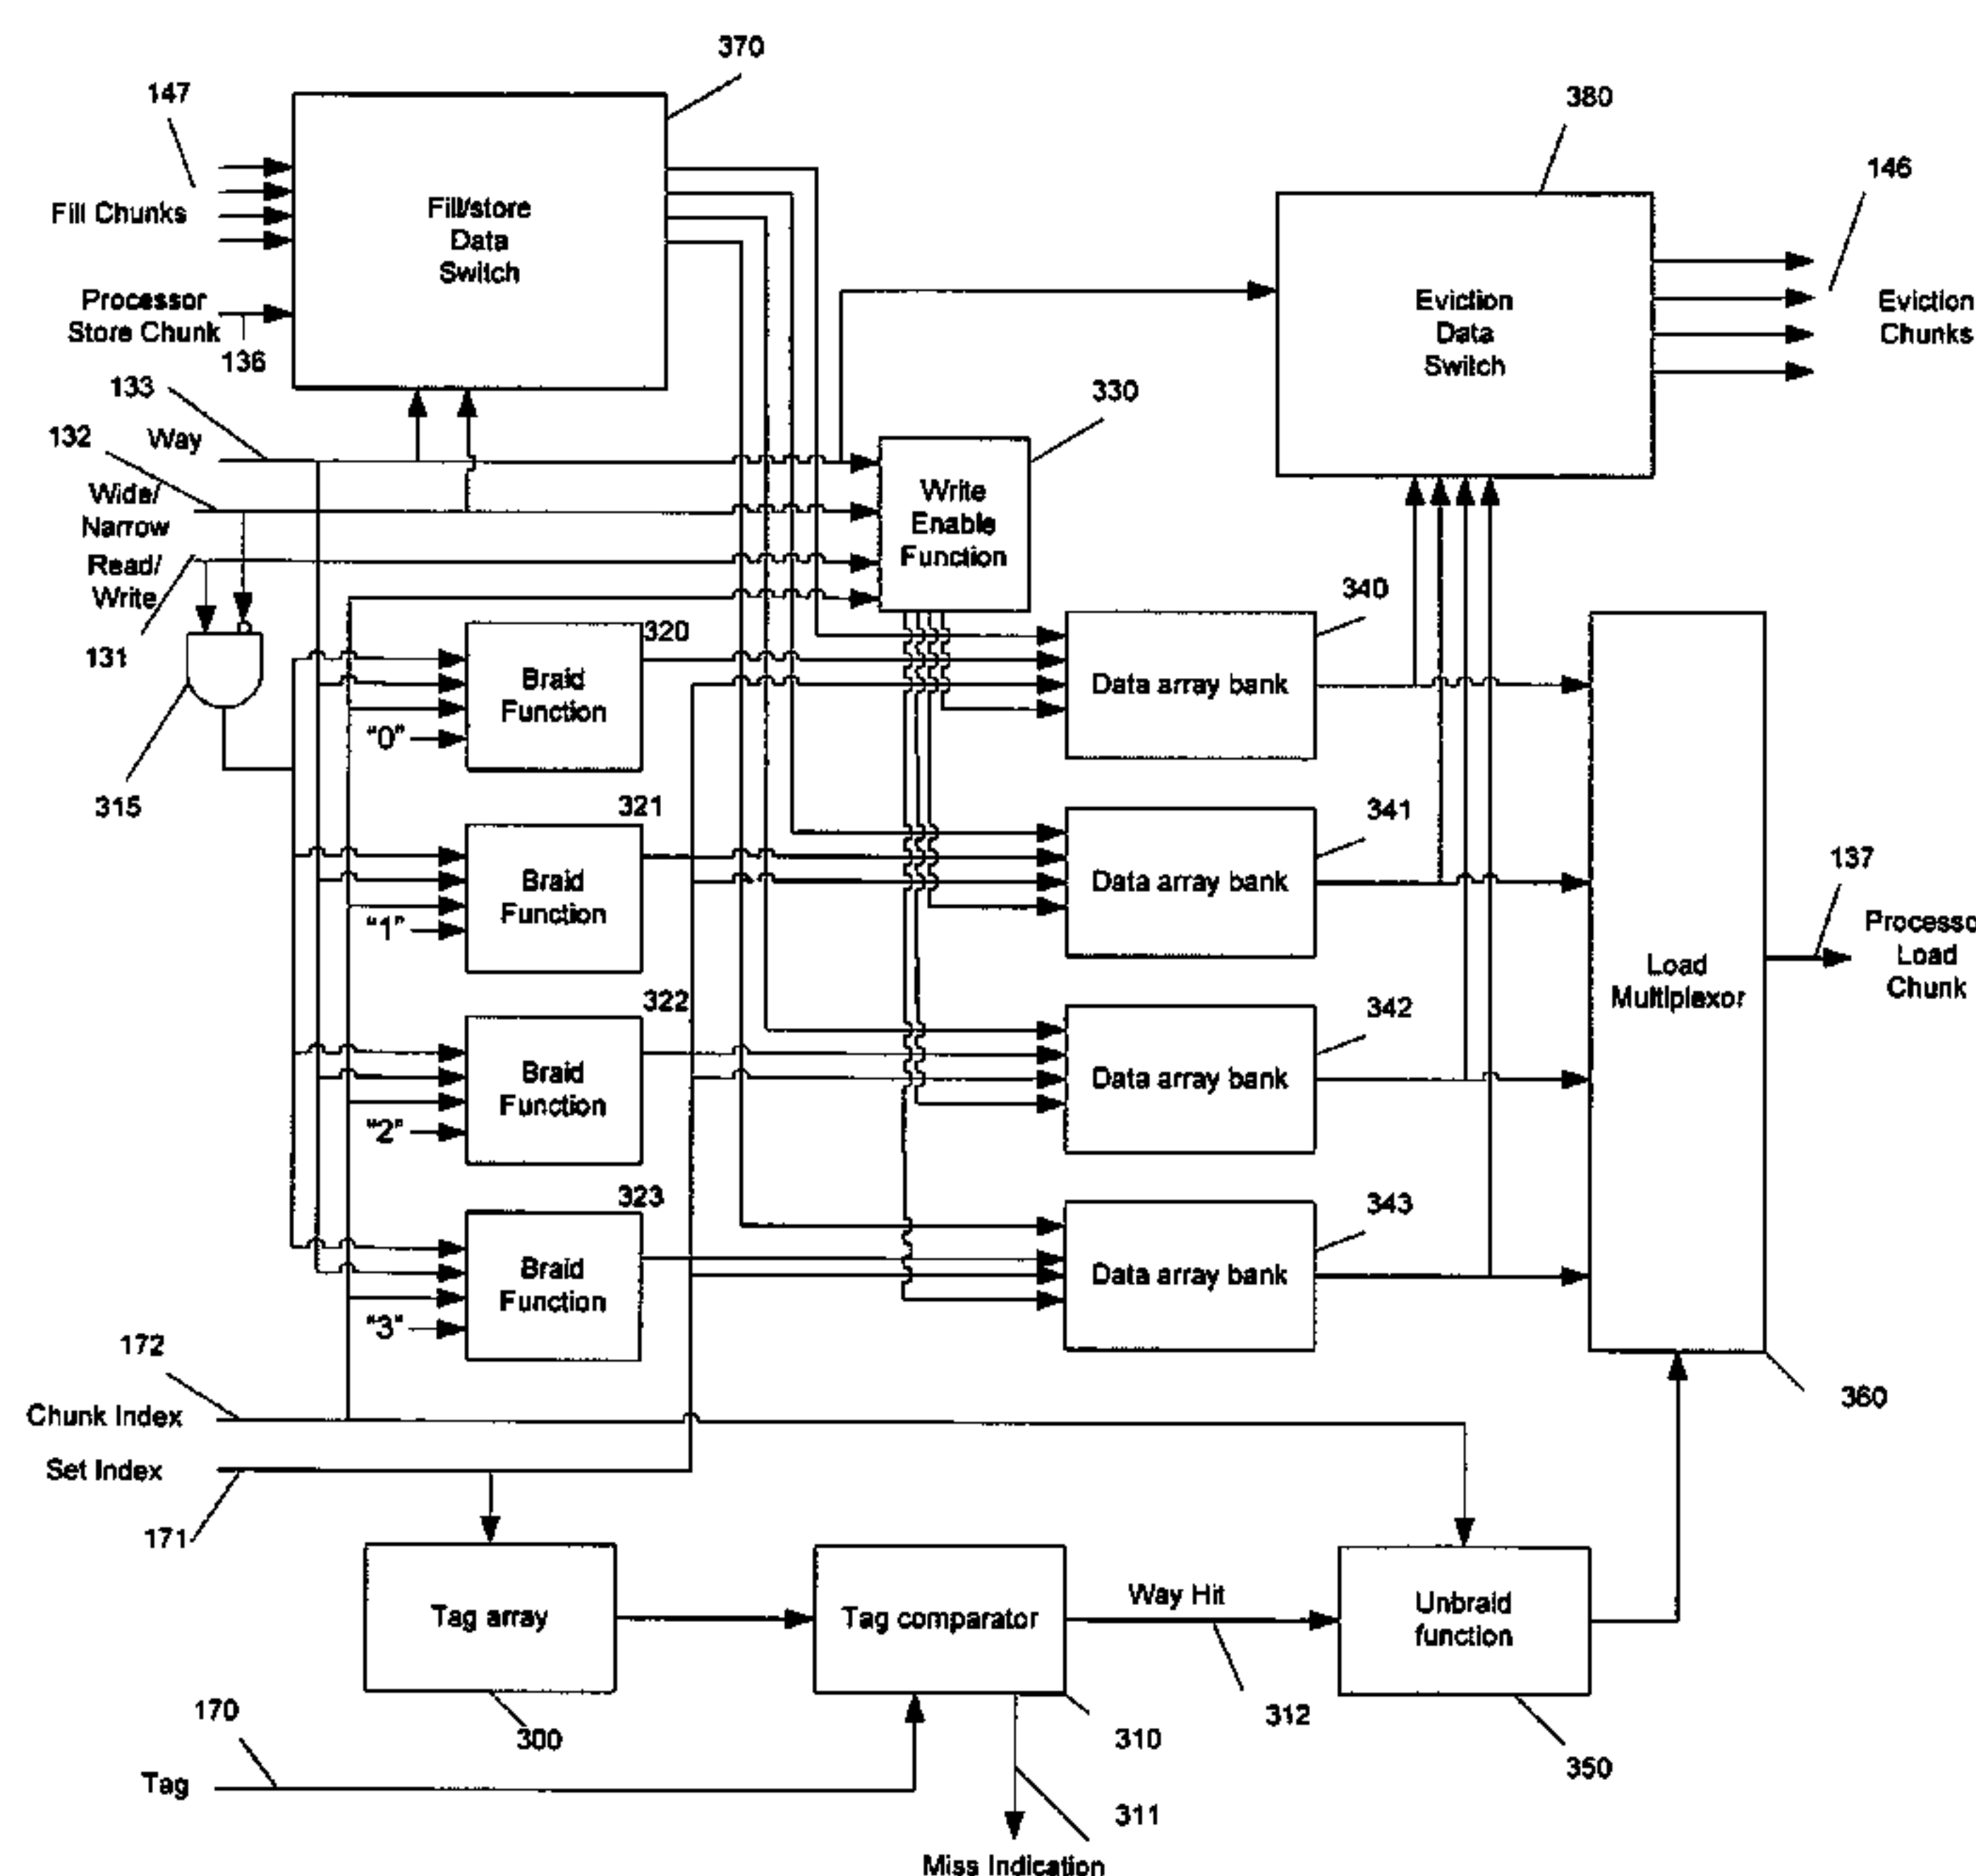 370
147
380
146
Fill Chunks
Fill/store
Data
Switch
Processor
Store Chunk
136
Eviction
Data
Switch
Eviction
Chunks
133
132
Way
330
Wide/
Narrow
Write
Enable
Function
Read/
Write
131
340
320
Braid
Function
Data array bank
"0"
315
321
341
137
Braid
Function
Data array bank
"1"
Processo
Load
Chunk
Load
Multiplexor
322
342
Braid
Function
Data array bank
"2"
323
343
Braid
Function
Data array bank
"3"
172
360
Chunk Index
Set Index
171
Tag array
Tag comparator
Way Hit
Unbraid
function
170
300
310
312
350
Tag
311
Miss Indication